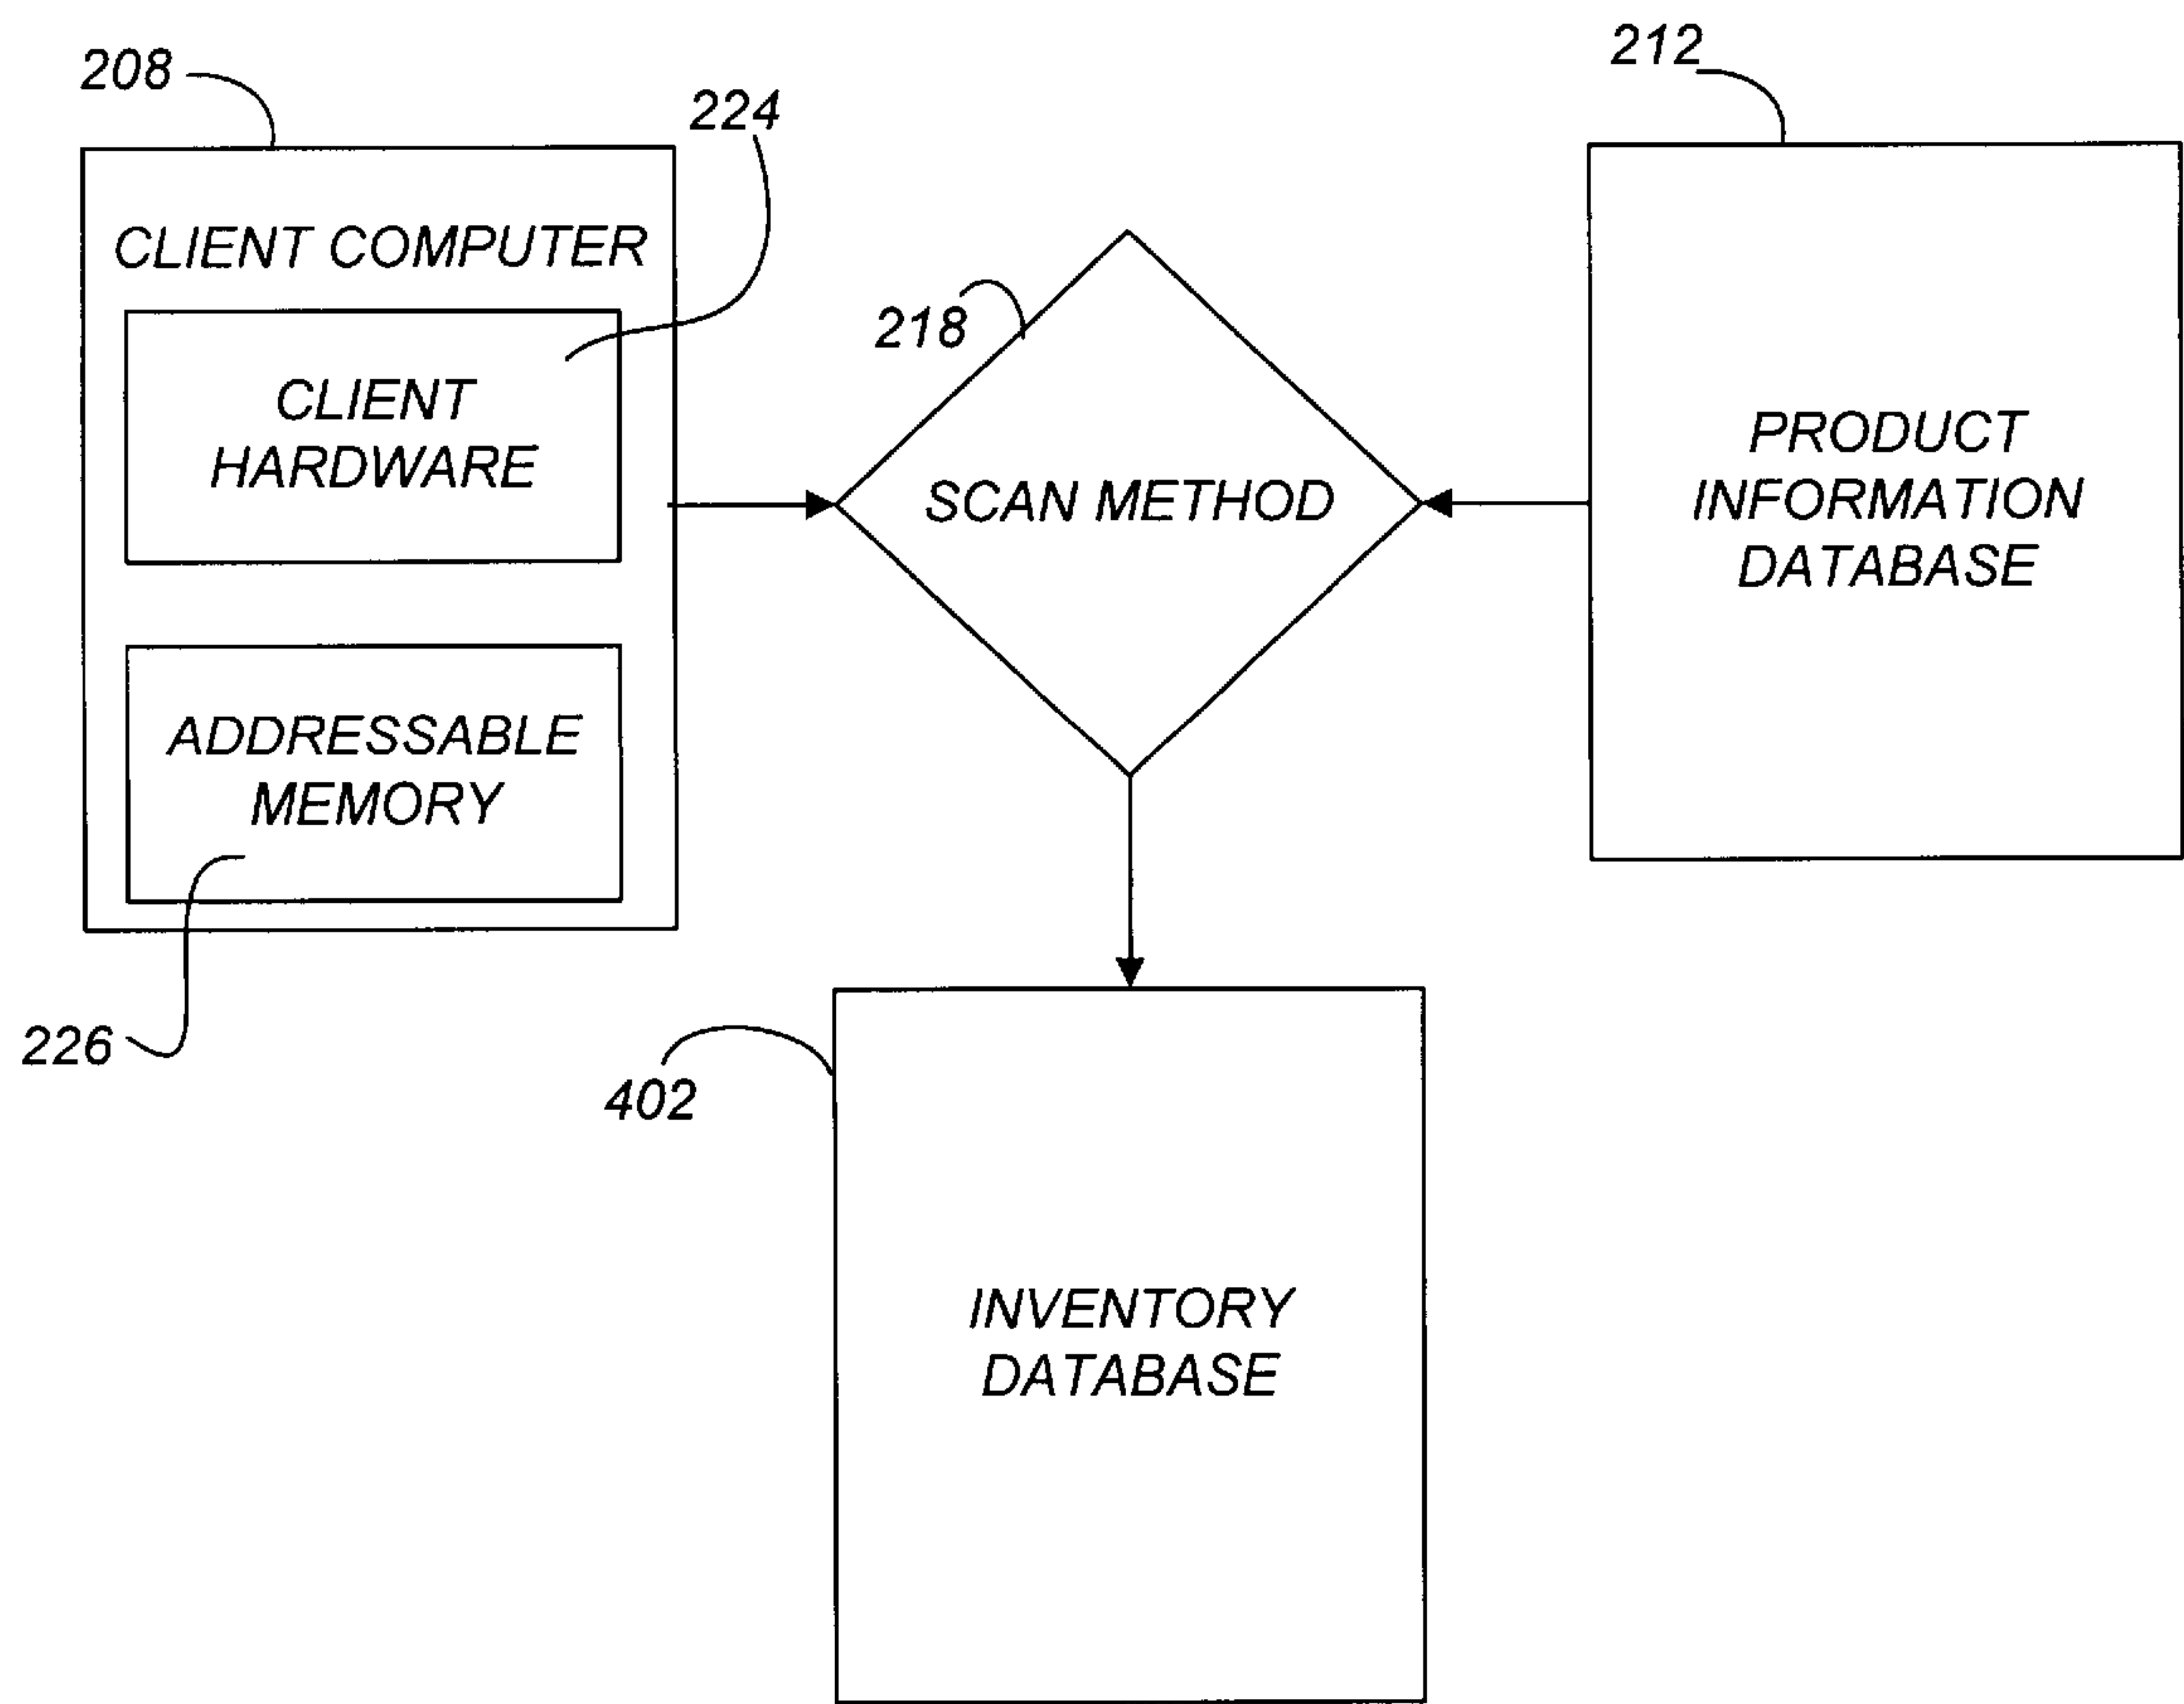 208
212
224
CLIENT COMPUTER
218
CLIENT
HARDWARE
SCAN METHOD
PRODUCT
INFORMATION
DATABASE
ADDRESSABLE
MEMORY
226
402
INVENTORY
DATABASE